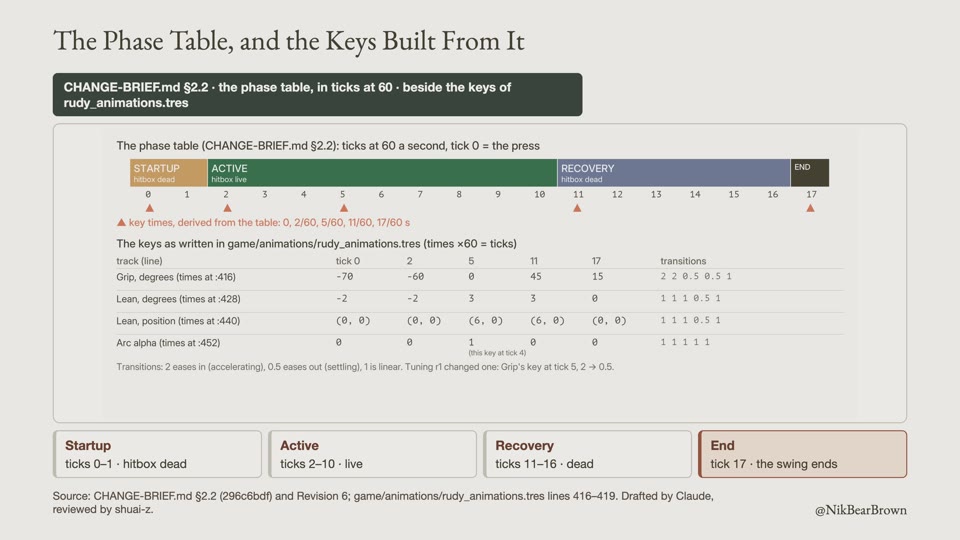 The Phase Table, and the Keys Built From It
CHANGE-BRIEF.md §2.2 · the phase table, in ticks at 60 · beside the keys of
rudy_animations.tres
The phase table (CHANGE-BRIEF.md §2.2): ticks at 60 a second, tick 0 = the press
STARTUP ACTIVE RECOVERY END
hitbox dead hitbox live hitbox dead
0 1 2 3 4 5 6 7 8 9 10 11 12 13 14 15 16 17
▲ ▲ ▲ ▲ ▲
▲ key times, derived from the table: 0, 2/60, 5/60, 11/60, 17/60 s
The keys as written in game/animations/rudy_animations.tres (times ×60 = ticks)
track (line) tick 0 2 5 11 17 transitions
Grip, degrees (times at :416) -70 -60 0 45 15 2 2 0.5 0.5 1
Lean, degrees (times at :428) -2 -2 3 3 0 1 1 1 0.5 1
Lean, position (times at :440) (0, 0) (0, 0) (6, 0) (6, 0) (0, 0) 1 1 1 0.5 1
Arc alpha (times at :452) 0 0 1 0 0 1 1 1 1 1
(this key at tick 4)
Transitions: 2 eases in (accelerating), 0.5 eases out (settling), 1 is linear. Tuning r1 changed one: Grip's key at tick 5, 2 → 0.5.
Startup
ticks 0–1 · hitbox dead
Active
ticks 2–10 · live
Recovery
ticks 11–16 · dead
End
tick 17 · the swing ends
Source: CHANGE-BRIEF.md §2.2 (296c6bdf) and Revision 6; game/animations/rudy_animations.tres lines 416–419. Drafted by Claude,
reviewed by shuai-z.
@NikBearBrown